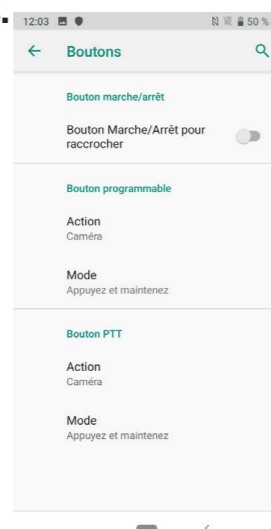 12:03 50 %
Boutons
Bouton marche/arrêt
Bouton Marche/Arrêt pour
raccrocher
Bouton programmable
Action
Caméra
Mode
Appuyez et maintenez
Bouton PTT
Action
Caméra
Mode
Appuyez et maintenez